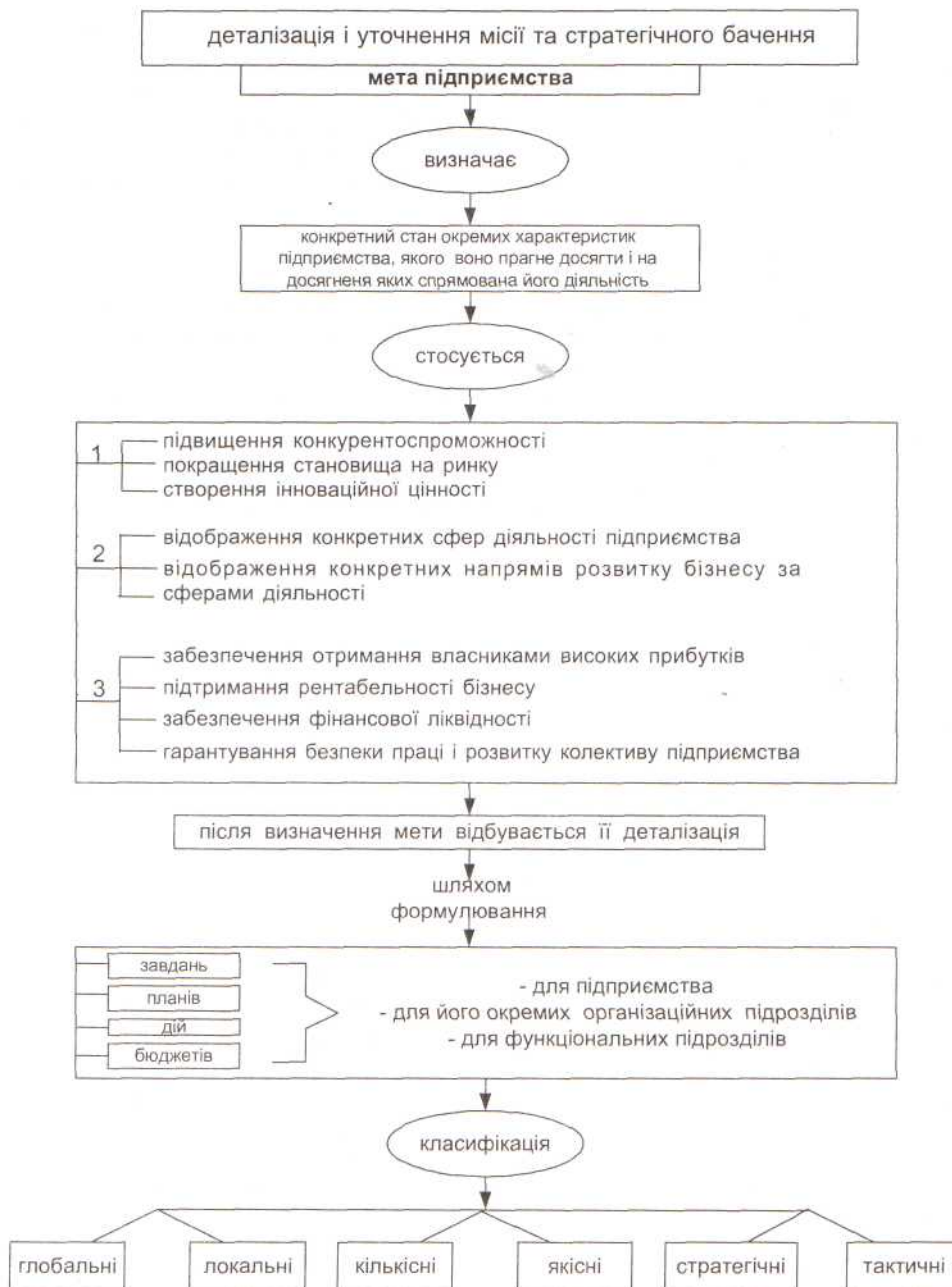 деталізація і уточнення місії та стратегічного бачення
мета підприємства
визначає
конкретний стан окремих характеристик
підприємства, якого воно прагне досягти і на
досягненя яких спрямована його діяльність
стосується
1
підвищення конкурентоспроможності
покращення становища на ринку
створення інноваційної цінності
2
відображення конкретних сфер діяльності підприємства
відображення конкретних напрямів розвитку бізнесу за
сферами діяльності
3
забезпечення отримання власниками високих прибутків
підтримання рентабельності бізнесу
забезпечення фінансової ліквідності
гарантування безпеки праці і розвитку колективу підприємства
після визначення мети відбувається її деталізація
шляхом
формулювання
завдань
планів
дій
бюджетів
- для підприємства
- для його окремих організаційних підрозділів
- для функціональних підрозділів
класифікація
глобальні локальні кількісні якісні стратегічні тактичні